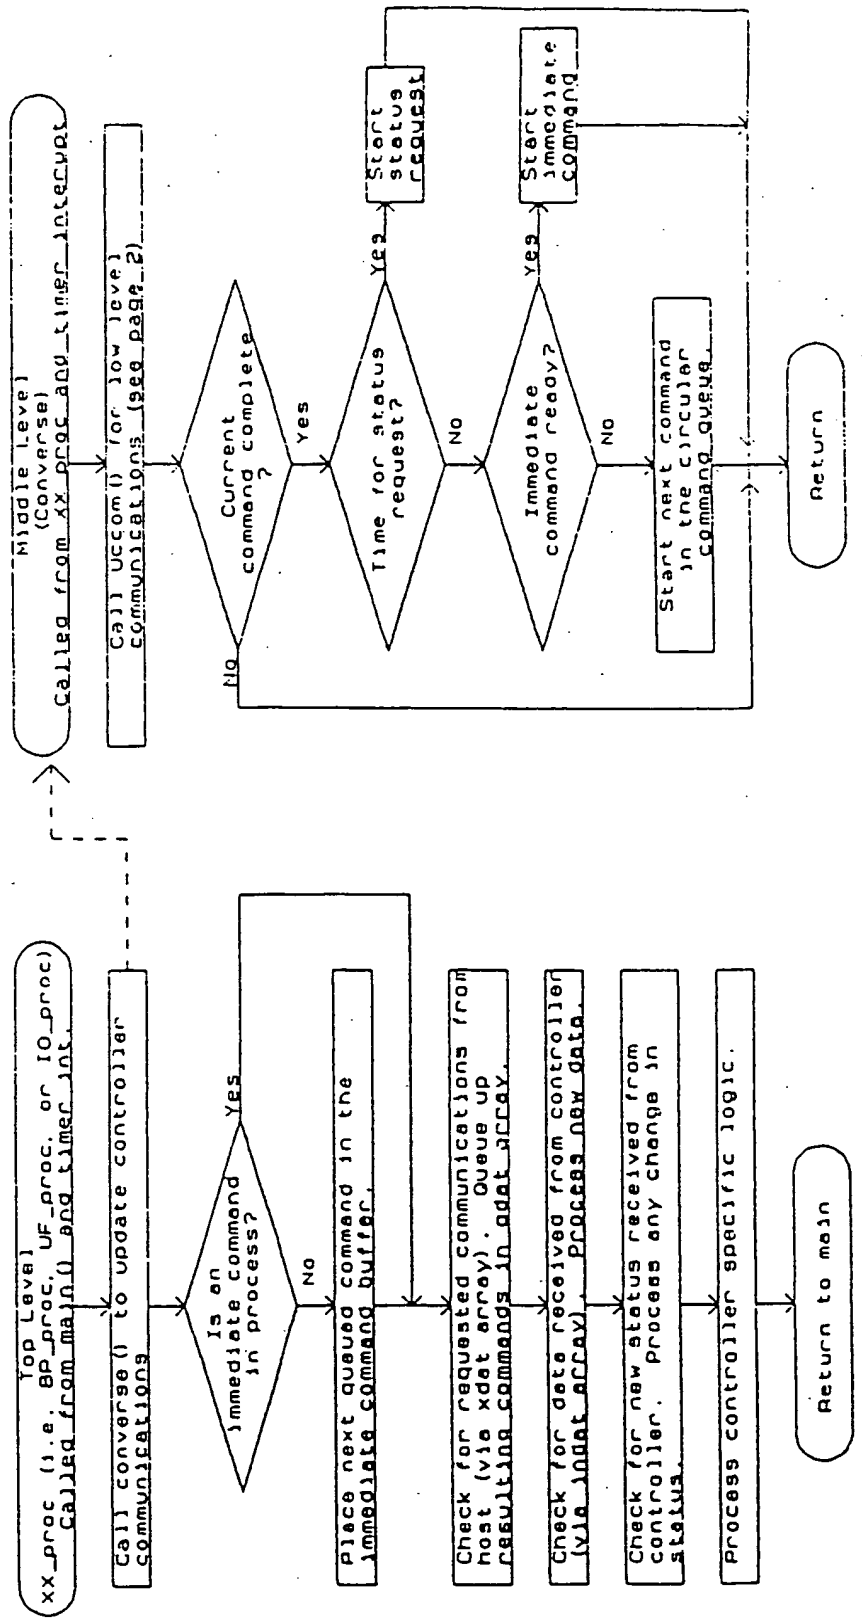 Top Level
xx_proc (i.e. BP_proc, UF_proc, or IO_proc)
Called from main() and timer int.
Call converse() to update controller
communications
Is an
immediate command
in process?
Yes
No
Place next queued command in the
immediate command buffer.
Check for requested communications from
host (via xdat array). Queue up
resulting commands in qdat array.
Check for data received from controller
(via indat array). Process new data.
Check for new status received from
controller. Process any change in
status.
Process controller specific logic.
Return to main
Middle Level
(Converse)
Called from xx_proc and timer interupt
Call uccom() for low level
communications (see page 2)
Current
command complete
?
No
Yes
Time for status
request?
Yes
Start
status
request
No
Immediate
command ready?
Yes
Start
immediate
command
No
Start next command
in the circular
command queue.
Return